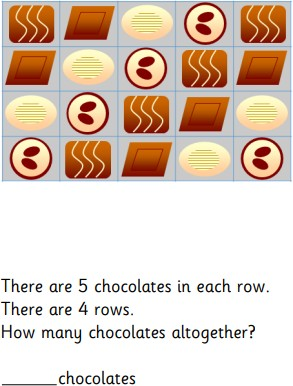 There are 5 chocolates in each row.
There are 4 rows.
How many chocolates altogether?
______chocolates